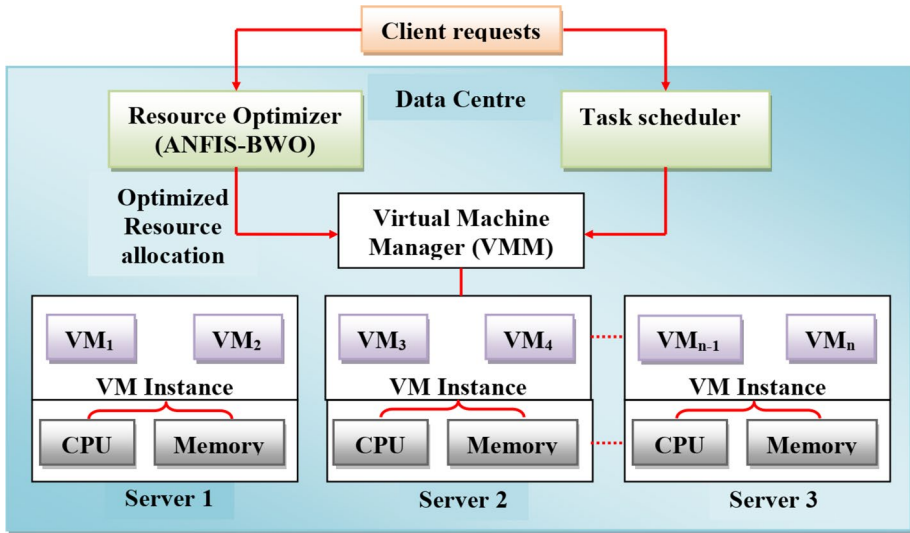 Client requests
Data Centre
Resource Optimizer
(ANFIS-BWO)
Task scheduler
Optimized
Resource
allocation
Virtual Machine
Manager (VMM)
VM₁
VM₂
VM₃
VM₄
VMₙ₋₁
VMₙ
VM Instance
VM Instance
VM Instance
CPU
Memory
CPU
Memory
CPU
Memory
Server 1
Server 2
Server 3